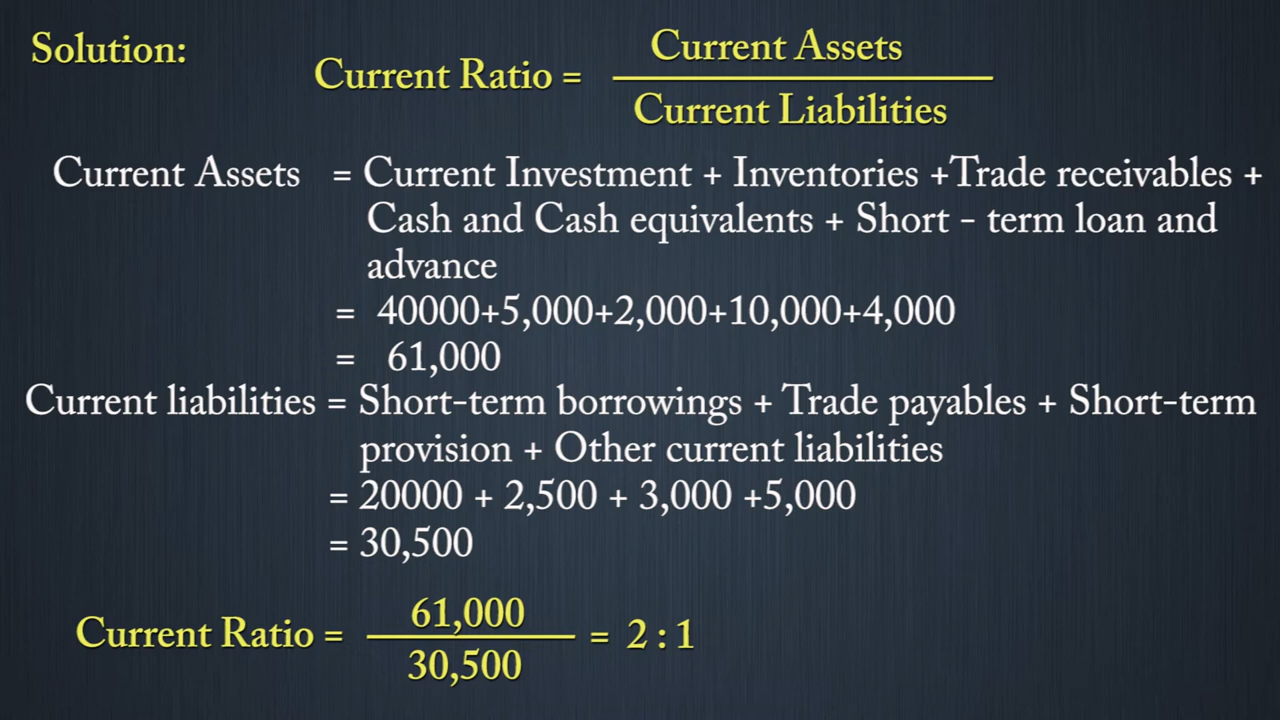 Solution:
Current Ratio = Current Assets
Current Liabilities
Current Assets = Current Investment + Inventories +Trade receivables +
Cash and Cash equivalents + Short - term loan and
advance
= 40000+5,000+2,000+10,000+4,000
= 61,000
Current liabilities = Short-term borrowings + Trade payables + Short-term
provision + Other current liabilities
= 20000 + 2,500 + 3,000 +5,000
= 30,500
Current Ratio = 61,000
30,500
= 2 : 1